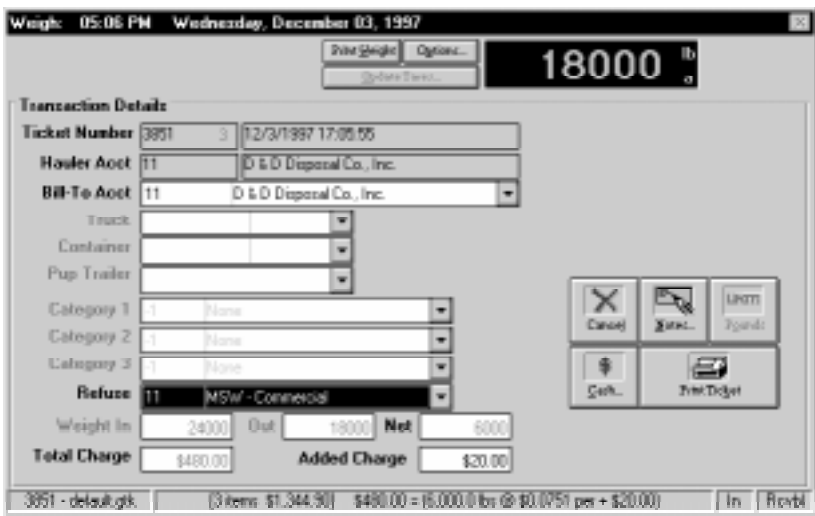 Weigh: 05:06 PM Wednesday, December 03, 1997
Print Weight Options...
18000 lb
Transaction Details
Ticket Number 3851 3 12/3/1997 17:05:55
Hauler Acct 11 D & D Disposal Co., Inc.
Bill-To Acct 11 D & D Disposal Co., Inc.
Truck
Container
Pup Trailer
Category 1 -1 None
Category 2 -1 None
Category 3 -1 None
Cancel Notes...
Refuse 11 MSW - Commercial
Cash... Print Ticket
Weight In 24000 Out 18000 Net 6000
Total Charge $480.00 Added Charge $20.00
3851 - default.gtk (3 items $1,344.90) $480.00 = (6,000.0 lbs @ $0.0751 per + $20.00) In Rcvbl